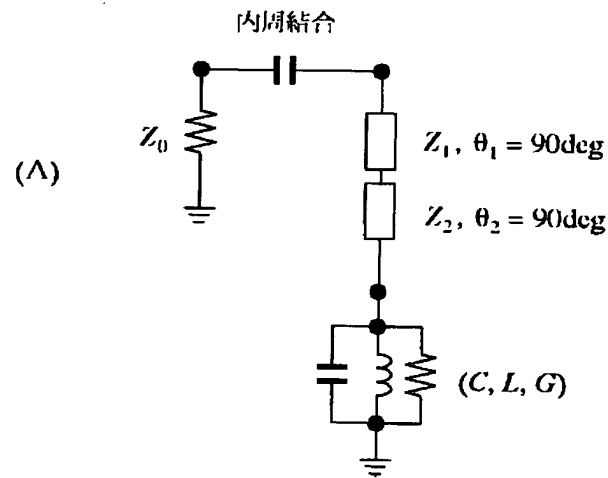 内周結合
Z₀
(A)
Z₁, θ₁ = 90deg
Z₂, θ₂ = 90deg
(C, L, G)